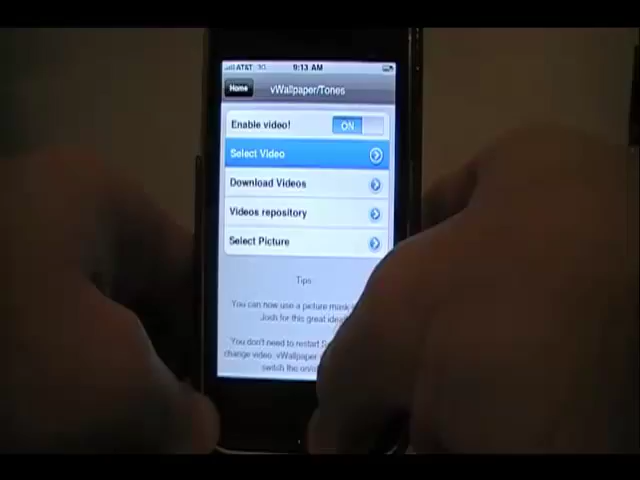 AT&T 3G 9:13 AM
Home vWallpaper/Tones
Enable video! ON
Select Video
Download Videos
Videos repository
Select Picture
Tips:
You can now use a picture mask
Josh for this great idea!
You don't need to restart
change video. vWallpaper
switch the on/